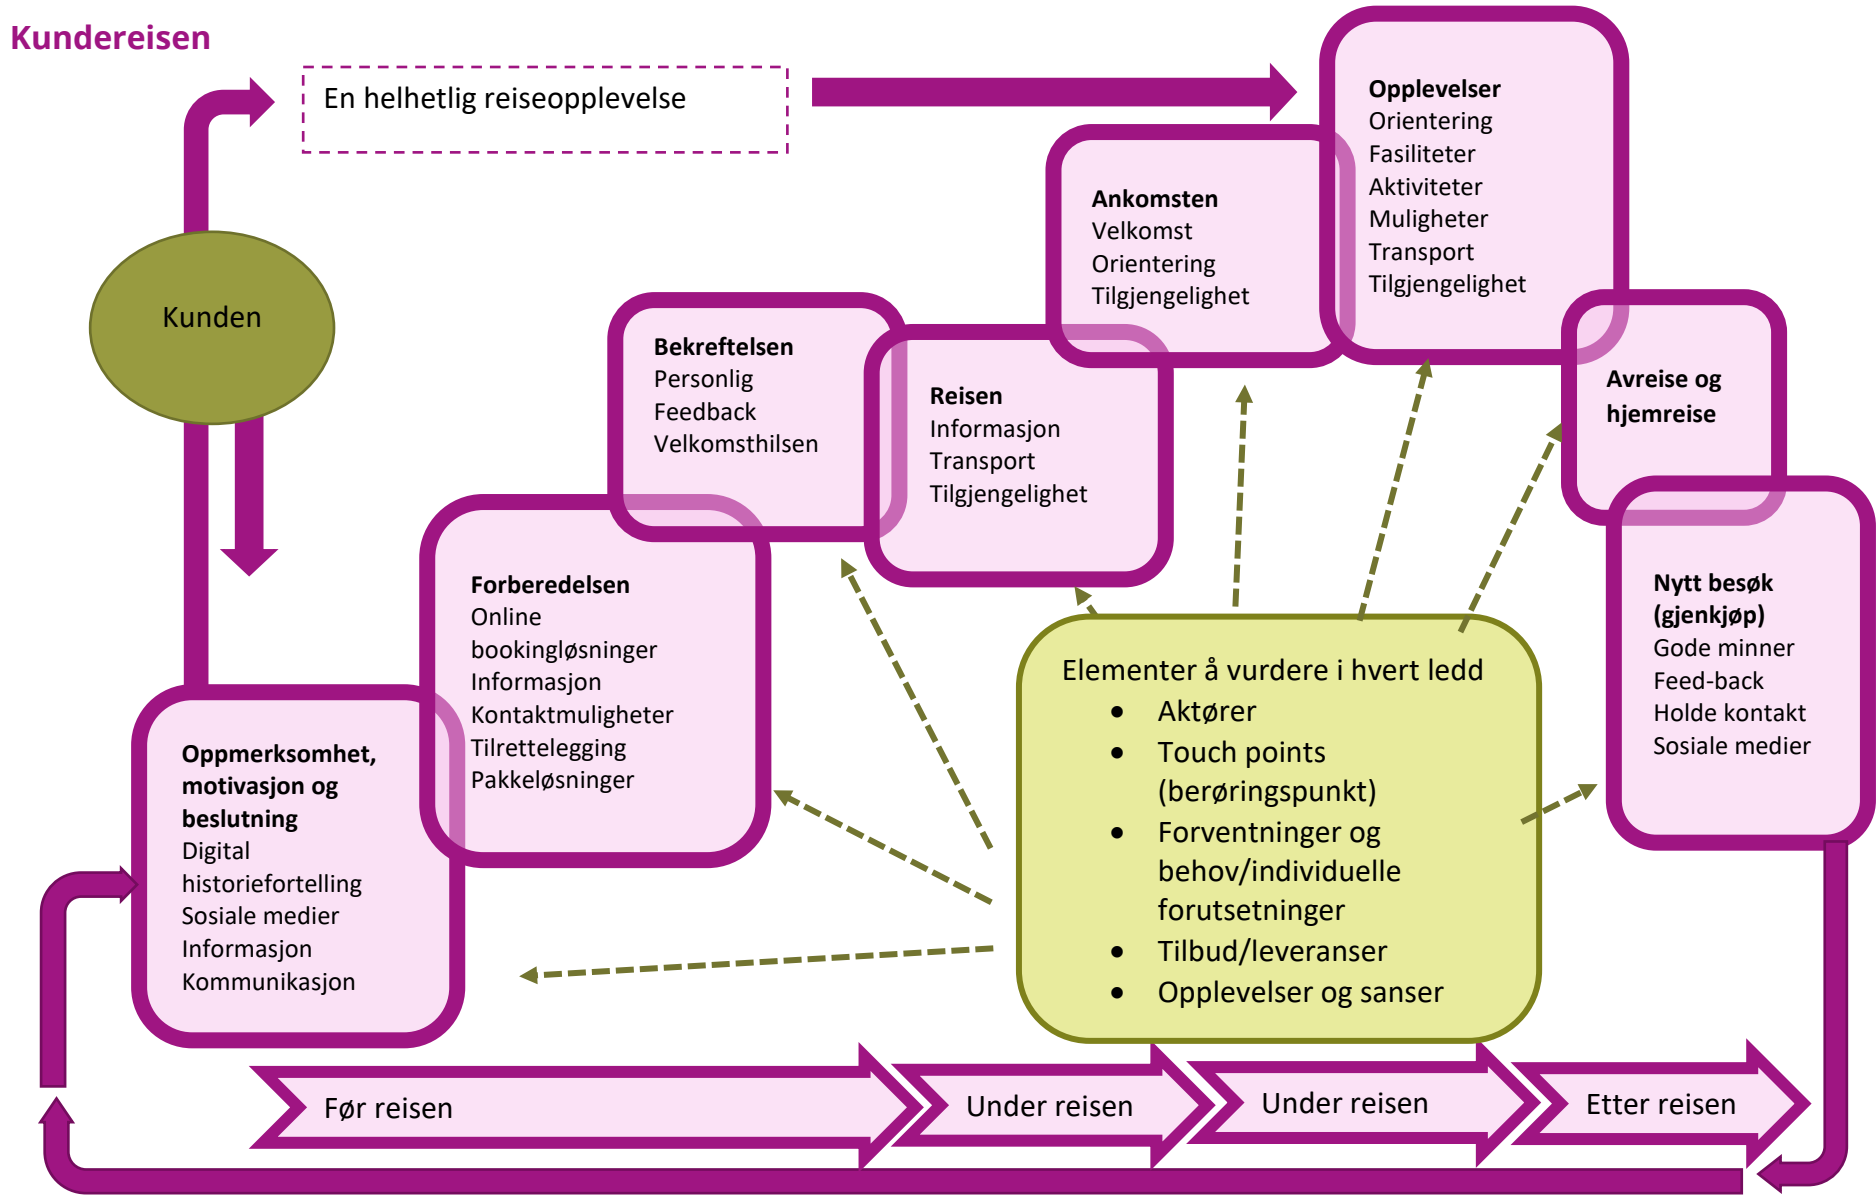 Kundereisen
En helhetlig reiseopplevelse
Kunden
Oppmerksomhet,
motivasjon og
beslutning
Digital
historiefortelling
Sosiale medier
Informasjon
Kommunikasjon
Forberedelsen
Online
bookingløsninger
Informasjon
Kontaktmuligheter
Tilrettelegging
Pakkeløsninger
Bekreftelsen
Personlig
Feedback
Velkomsthilsen
Reisen
Informasjon
Transport
Tilgjengelighet
Ankomsten
Velkomst
Orientering
Tilgjengelighet
Opplevelser
Orientering
Fasiliteter
Aktiviteter
Muligheter
Transport
Tilgjengelighet
Avreise og
hjemreise
Nytt besøk
(gjenkjøp)
Gode minner
Feed-back
Holde kontakt
Sosiale medier
Elementer å vurdere i hvert ledd
• Aktører
• Touch points
(berøringspunkt)
• Forventninger og
behov/individuelle
forutsetninger
• Tilbud/leveranser
• Opplevelser og sanser
Før reisen
Under reisen
Under reisen
Etter reisen